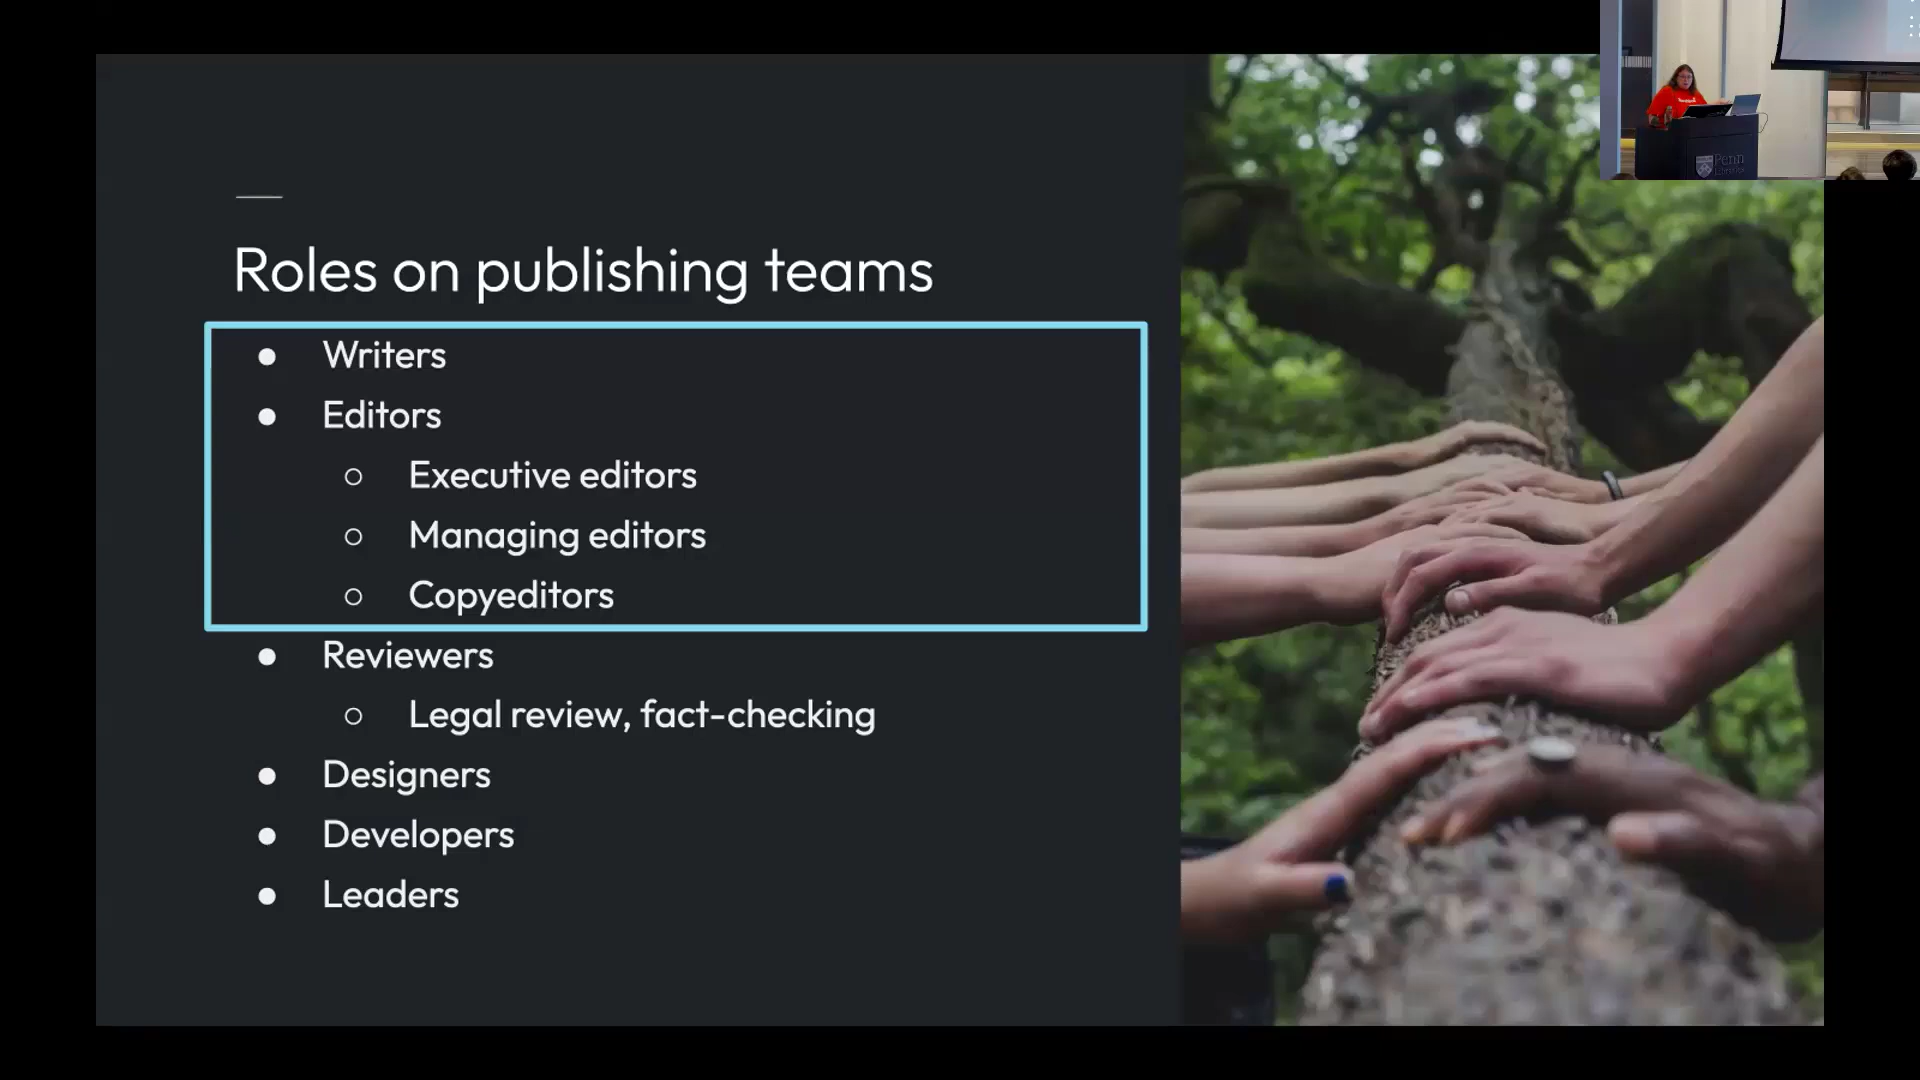 Roles on publishing teams
● Writers
● Editors
○ Executive editors
○ Managing editors
○ Copyeditors
● Reviewers
○ Legal review, fact-checking
● Designers
● Developers
● Leaders
Penn